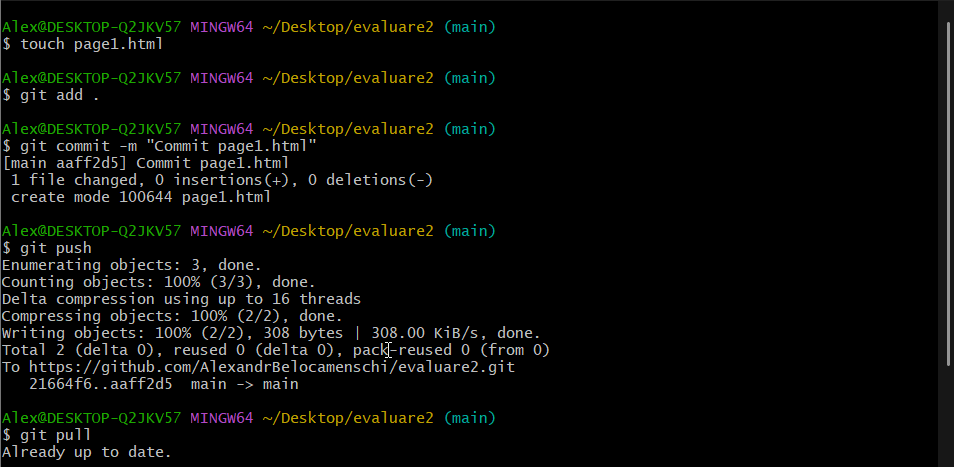 Alex@DESKTOP-Q2JKV57 MINGW64 ~/Desktop/evaluare2 (main)
$ touch page1.html
Alex@DESKTOP-Q2JKV57 MINGW64 ~/Desktop/evaluare2 (main)
$ git add .
Alex@DESKTOP-Q2JKV57 MINGW64 ~/Desktop/evaluare2 (main)
$ git commit -m "Commit page1.html"
[main aaff2d5] Commit page1.html
 1 file changed, 0 insertions(+), 0 deletions(-)
 create mode 100644 page1.html
Alex@DESKTOP-Q2JKV57 MINGW64 ~/Desktop/evaluare2 (main)
$ git push
Enumerating objects: 3, done.
Counting objects: 100% (3/3), done.
Delta compression using up to 16 threads
Compressing objects: 100% (2/2), done.
Writing objects: 100% (2/2), 308 bytes | 308.00 KiB/s, done.
Total 2 (delta 0), reused 0 (delta 0), pack-reused 0 (from 0)
To https://github.com/AlexandrBelocamenschi/evaluare2.git
   21664f6..aaff2d5  main -> main
Alex@DESKTOP-Q2JKV57 MINGW64 ~/Desktop/evaluare2 (main)
$ git pull
Already up to date.